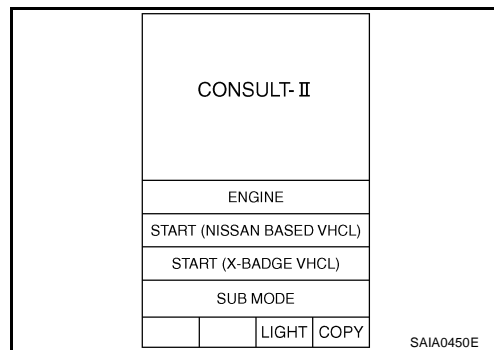 CONSULT-II
ENGINE
START (NISSAN BASED VHCL)
START (X-BADGE VHCL)
SUB MODE
LIGHT COPY
SAIA0450E